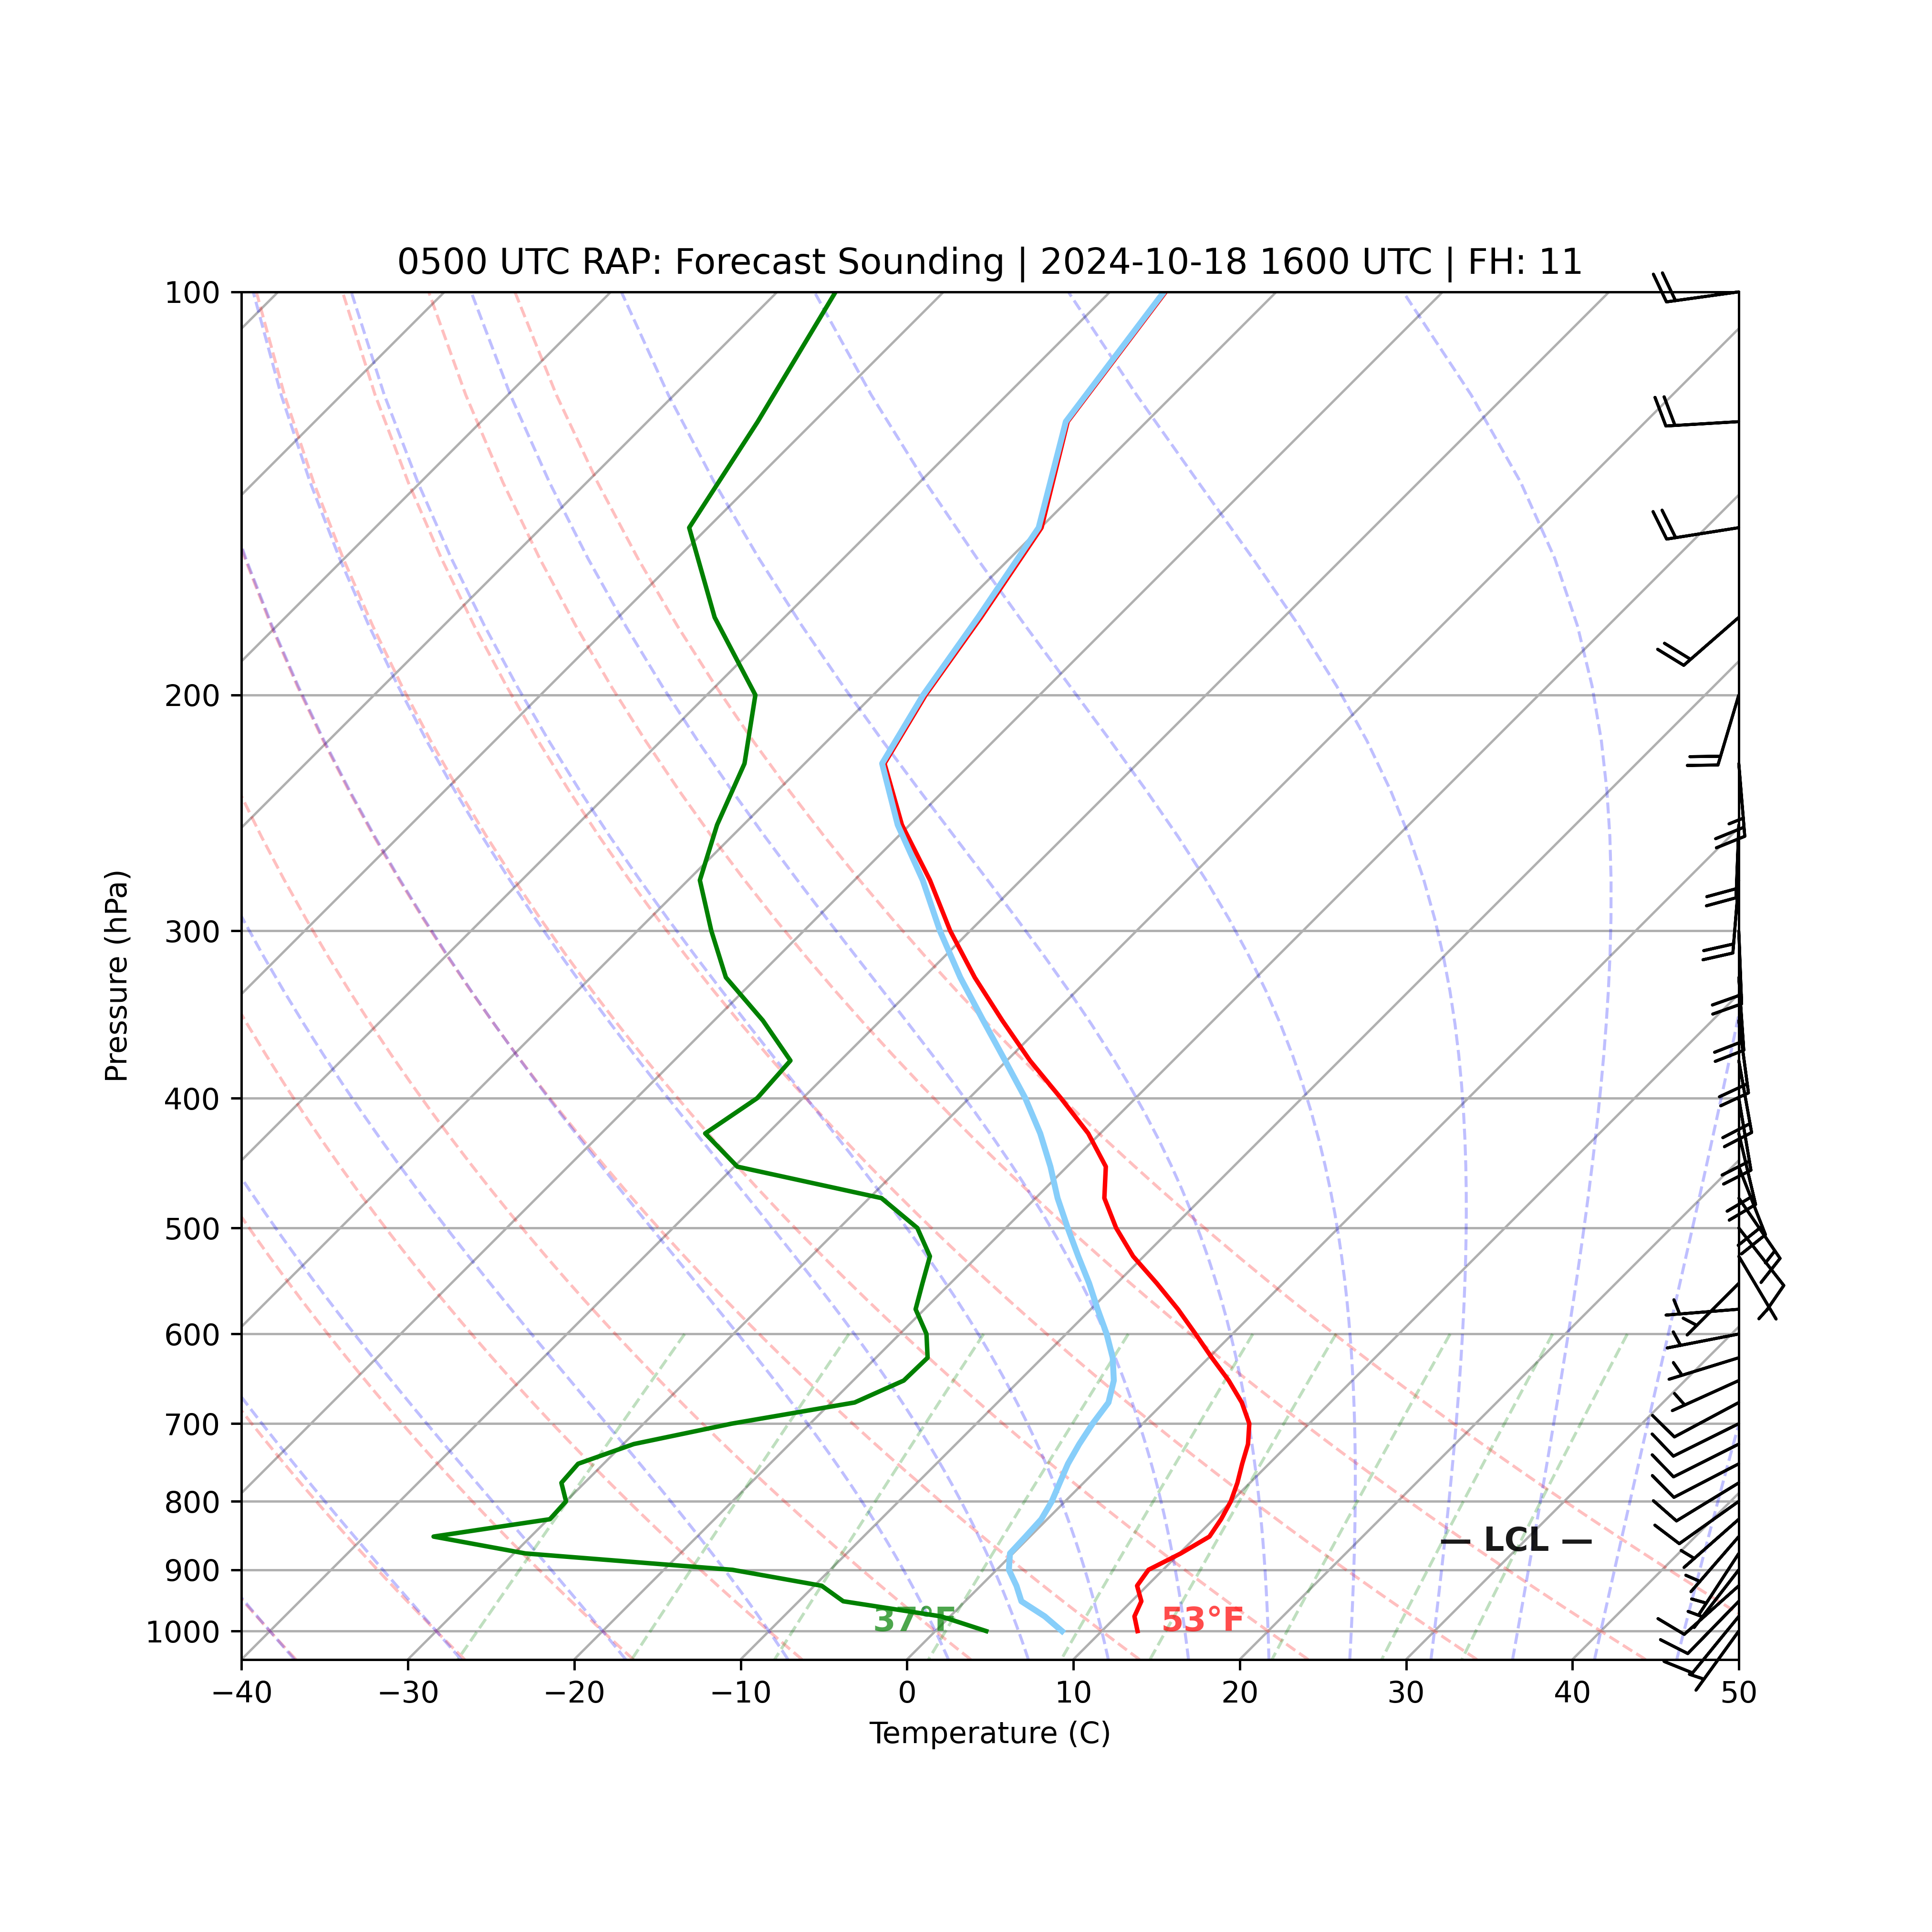 0500 UTC RAP: Forecast Sounding | 2024-10-18 1600 UTC | FH: 11
100
200
300
400
500
600
700
800
900
1000
Pressure (hPa)
— LCL —
37°F
53°F
−40 −30 −20 −10 0 10 20 30 40 50
Temperature (C)